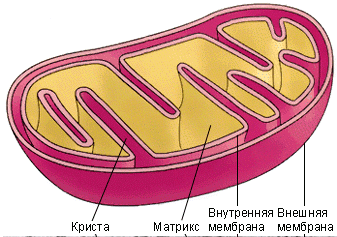 Криста
Матрикс
Внутренняя
мембрана
Внешняя
мембрана